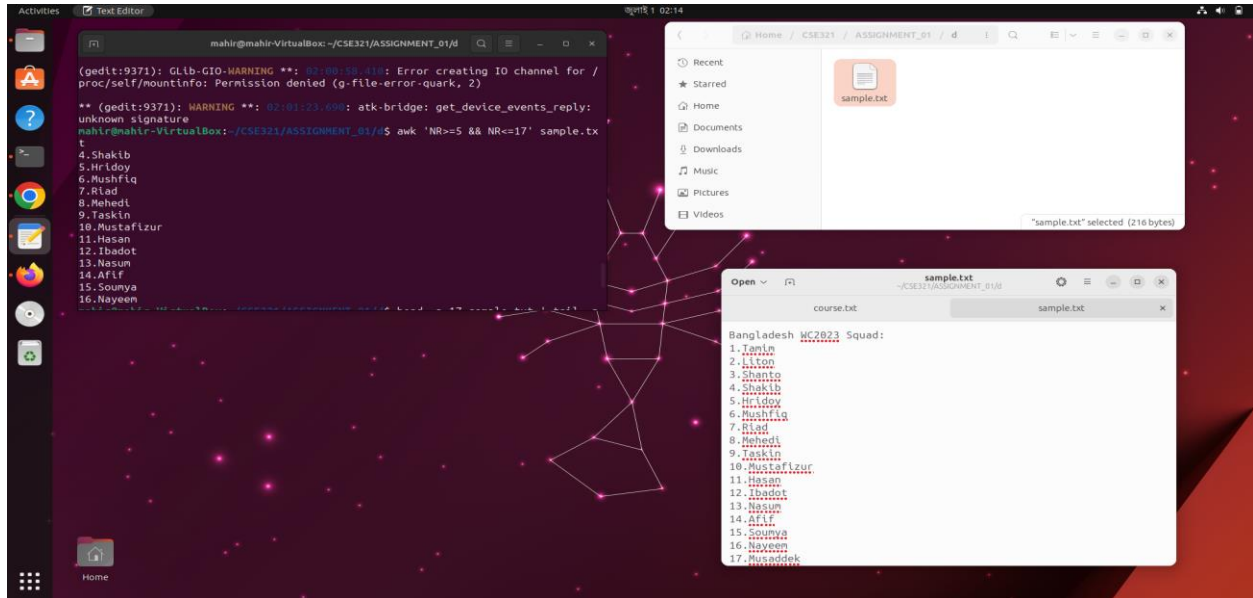 Activities
Text Editor
জুলাই 1 02:14
mahir@mahir-VirtualBox: ~/CSE321/ASSIGNMENT_01/d
(gedit:9371): GLib-GIO-WARNING **: 02:00:58.410: Error creating IO channel for /
proc/self/mountinfo: Permission denied (g-file-error-quark, 2)
** (gedit:9371): WARNING **: 02:01:23.690: atk-bridge: get_device_events_reply:
unknown signature
mahir@mahir-VirtualBox:~/CSE321/ASSIGNMENT_01/d$ awk 'NR>=5 && NR<=17' sample.tx
t
4.Shakib
5.Hridoy
6.Mushfiq
7.Riad
8.Mehedi
9.Taskin
10.Mustafizur
11.Hasan
12.Ibadot
13.Nasum
14.Afif
15.Soumya
16.Nayeem
Home / CSE321 / ASSIGNMENT_01 / d
Recent
Starred
Home
Documents
Downloads
Music
Pictures
Videos
sample.txt
"sample.txt" selected (216 bytes)
Open
sample.txt
~/CSE321/ASSIGNMENT_01/d
course.txt
sample.txt
Bangladesh WC2023 Squad:
1.Tamim
2.Liton
3.Shanto
4.Shakib
5.Hridoy
6.Mushfiq
7.Riad
8.Mehedi
9.Taskin
10.Mustafizur
11.Hasan
12.Ibadot
13.Nasum
14.Afif
15.Soumya
16.Nayeem
17.Musaddek
Home